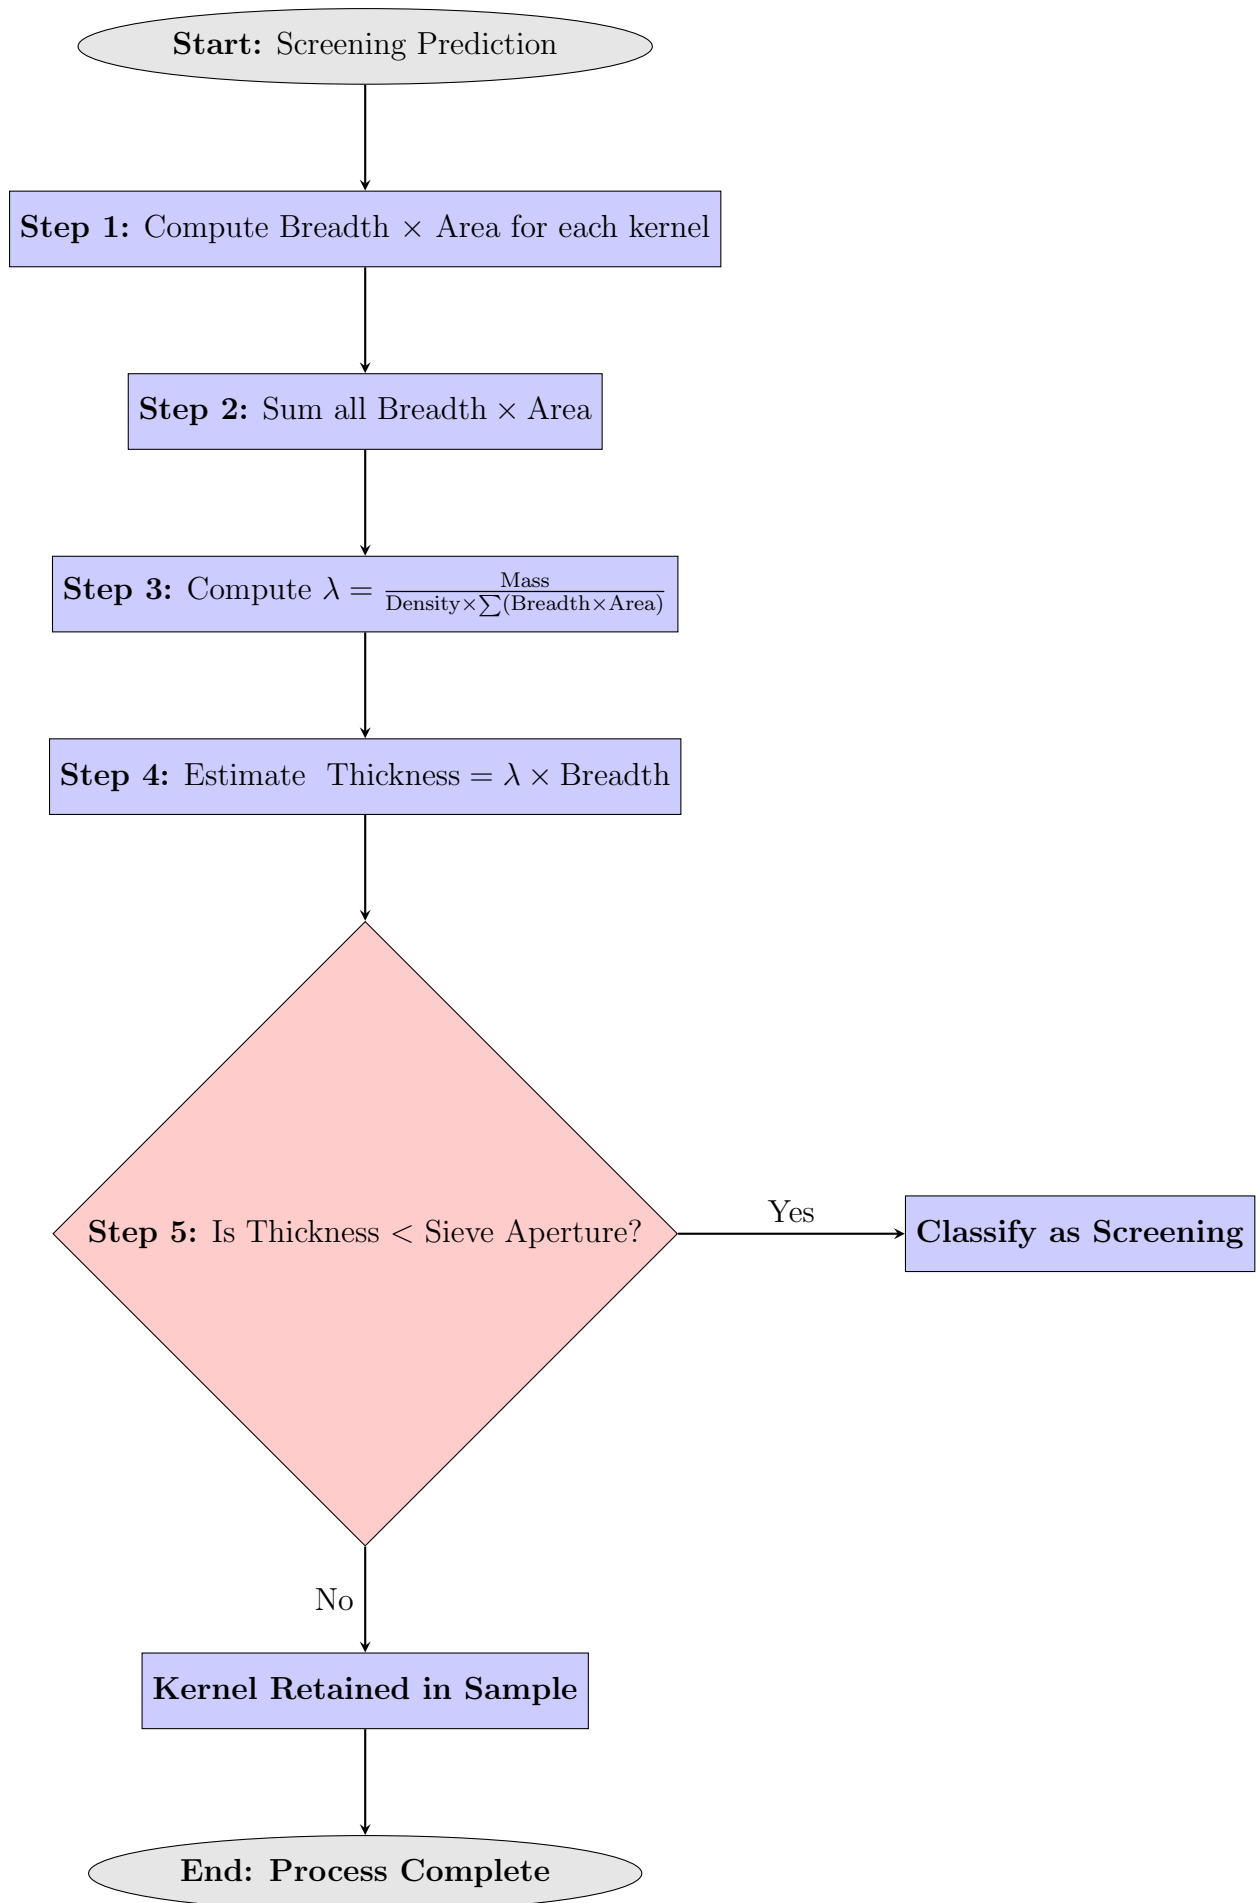 Start: Screening Prediction
Step 1: Compute Breadth × Area for each kernel
Step 2: Sum all Breadth × Area
Step 3: Compute λ = Mass / Density×∑(Breadth×Area)
Step 4: Estimate Thickness = λ × Breadth
Step 5: Is Thickness < Sieve Aperture?
Yes
Classify as Screening
No
Kernel Retained in Sample
End: Process Complete